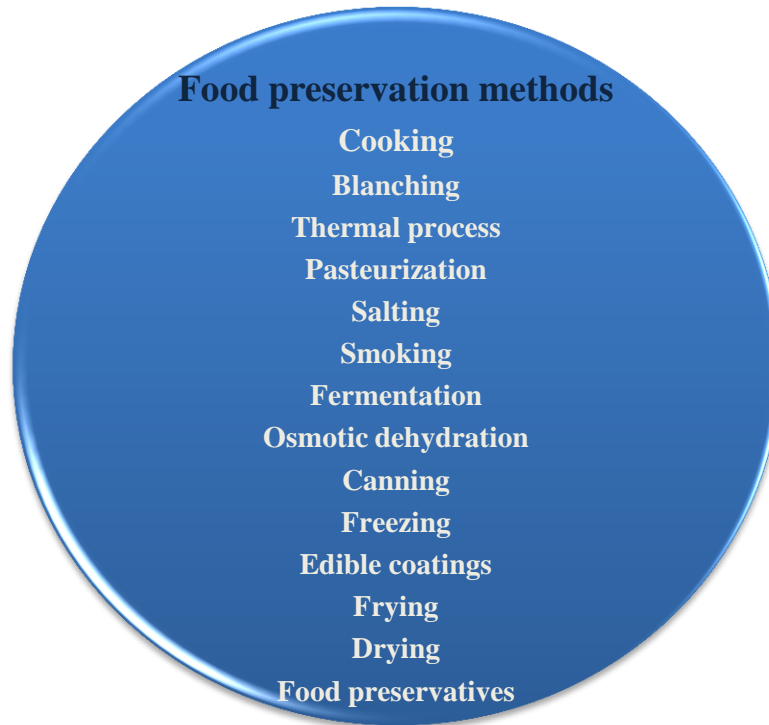 Food preservation methods
Cooking
Blanching
Thermal process
Pasteurization
Salting
Smoking
Fermentation
Osmotic dehydration
Canning
Freezing
Edible coatings
Frying
Drying
Food preservatives